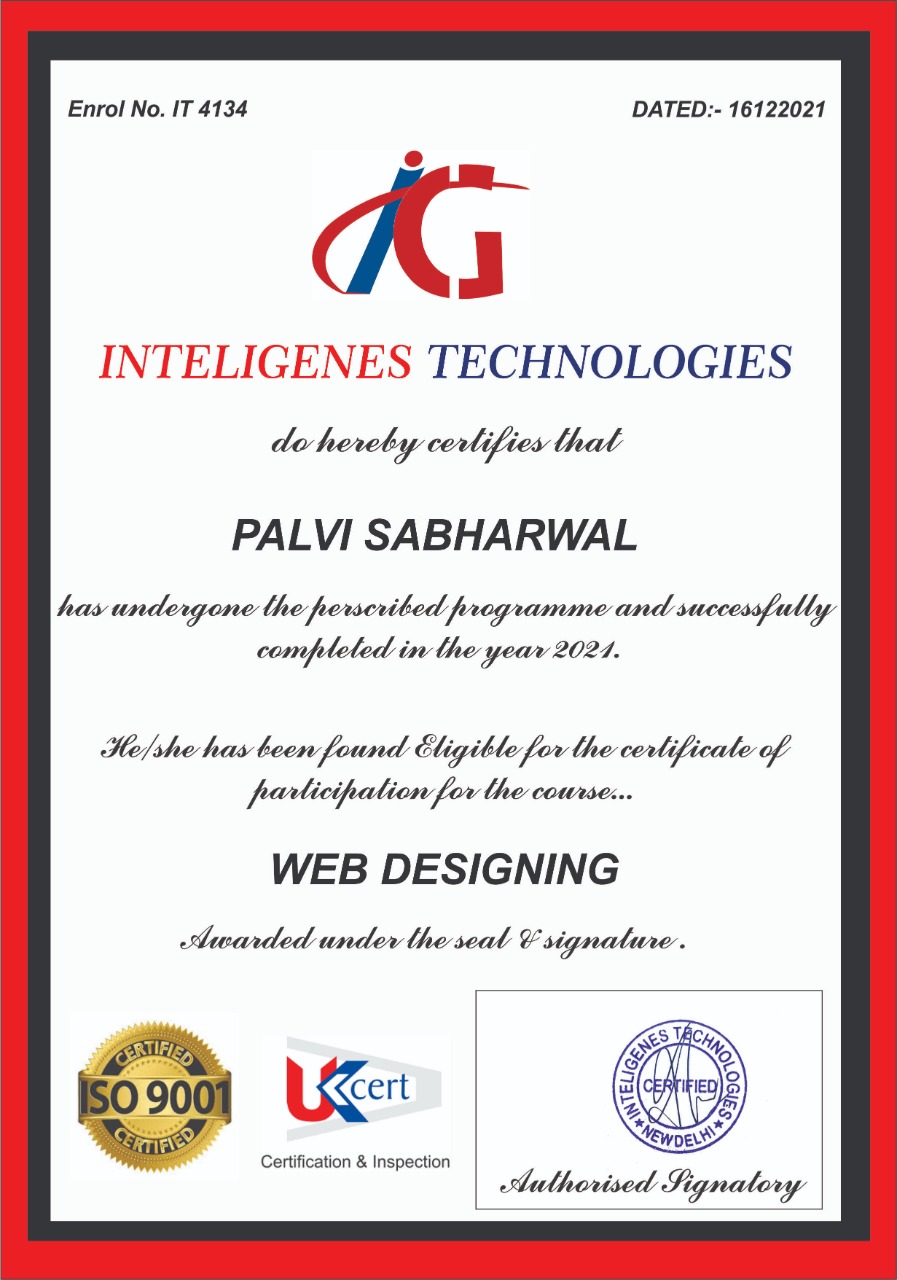 Enrol No. IT 4134
DATED:- 16122021
iG
INTELIGENES TECHNOLOGIES
do hereby certifies that
PALVI SABHARWAL
has undergone the perscribed programme and successfully
completed in the year 2021.
He/she has been found Eligible for the certificate of
participation for the course...
WEB DESIGNING
Awarded under the seal & signature .
CERTIFIED
ISO 9001
CERTIFIED
UK cert
Certification & Inspection
INTELIGENES TECHNOLOGIES
CERTIFIED
★ NEWDELHI ★
Authorised Signatory